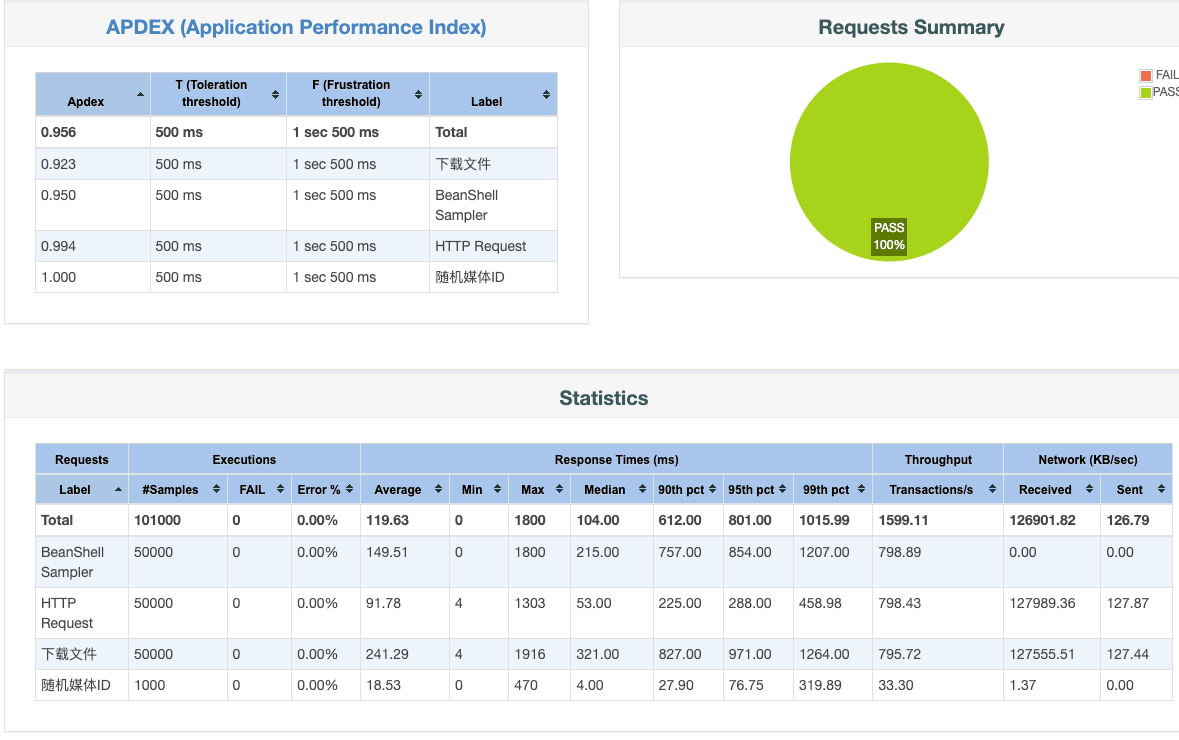 APDEX (Application Performance Index)
Apdex T (Toleration threshold) F (Frustration threshold) Label
0.956 500 ms 1 sec 500 ms Total
0.923 500 ms 1 sec 500 ms 下载文件
0.950 500 ms 1 sec 500 ms BeanShell Sampler
0.994 500 ms 1 sec 500 ms HTTP Request
1.000 500 ms 1 sec 500 ms 随机媒体ID
Requests Summary
FAIL
PASS
PASS
100%
Statistics
Requests Executions Response Times (ms) Throughput Network (KB/sec)
Label #Samples FAIL Error % Average Min Max Median 90th pct 95th pct 99th pct Transactions/s Received Sent
Total 101000 0 0.00% 119.63 0 1800 104.00 612.00 801.00 1015.99 1599.11 126901.82 126.79
BeanShell Sampler 50000 0 0.00% 149.51 0 1800 215.00 757.00 854.00 1207.00 798.89 0.00 0.00
HTTP Request 50000 0 0.00% 91.78 4 1303 53.00 225.00 288.00 458.98 798.43 127989.36 127.87
下载文件 50000 0 0.00% 241.29 4 1916 321.00 827.00 971.00 1264.00 795.72 127555.51 127.44
随机媒体ID 1000 0 0.00% 18.53 0 470 4.00 27.90 76.75 319.89 33.30 1.37 0.00